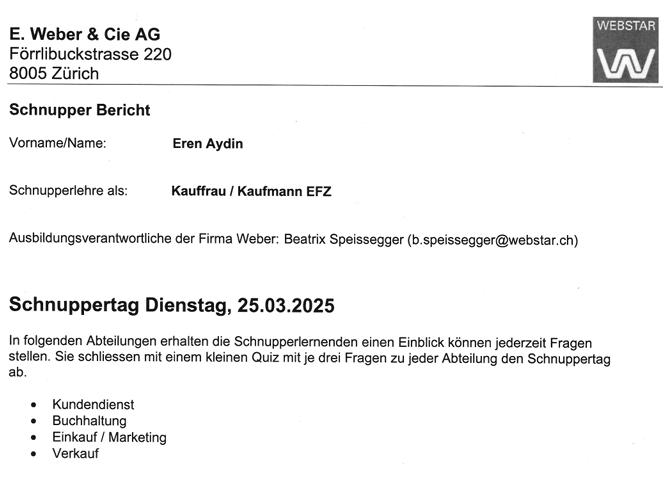 E. Weber & Cie AG
Förrlibuckstrasse 220
8005 Zürich
WEBSTAR
Schnupper Bericht
Vorname/Name: Eren Aydin
Schnupperlehre als: Kauffrau / Kaufmann EFZ
Ausbildungsverantwortliche der Firma Weber: Beatrix Speissegger (b.speissegger@webstar.ch)
Schnuppertag Dienstag, 25.03.2025
In folgenden Abteilungen erhalten die Schnupperlernenden einen Einblick können jederzeit Fragen
stellen. Sie schliessen mit einem kleinen Quiz mit je drei Fragen zu jeder Abteilung den Schnuppertag
ab.
• Kundendienst
• Buchhaltung
• Einkauf / Marketing
• Verkauf